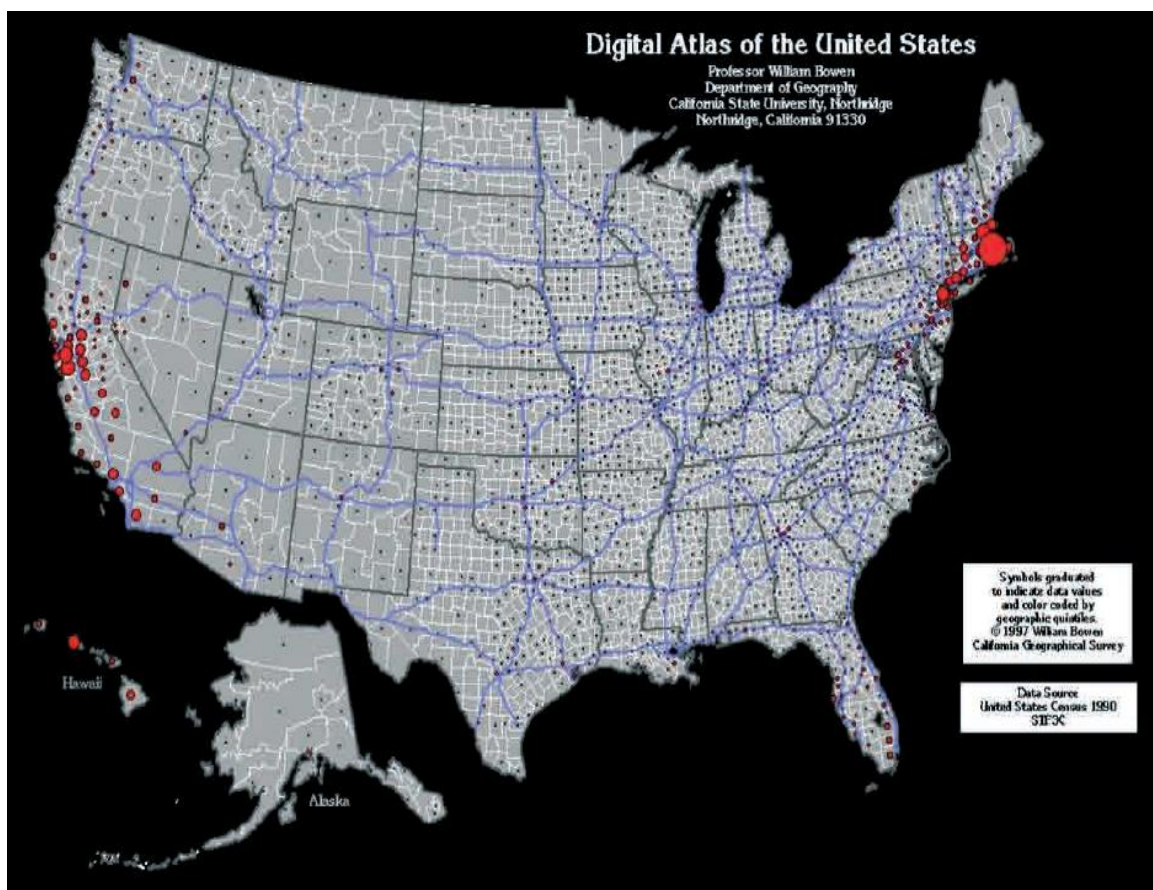 Digital Atlas of the United States
Professor William Bowen
Department of Geography
California State University, Northridge
Northridge, California 91330
Symbols graduated
to indicate data values
and color coded by
geographic quintiles.
© 1997 William Bowen
California Geographical Survey
Data Source
United States Census 1990
STF3C
Hawaii
Alaska